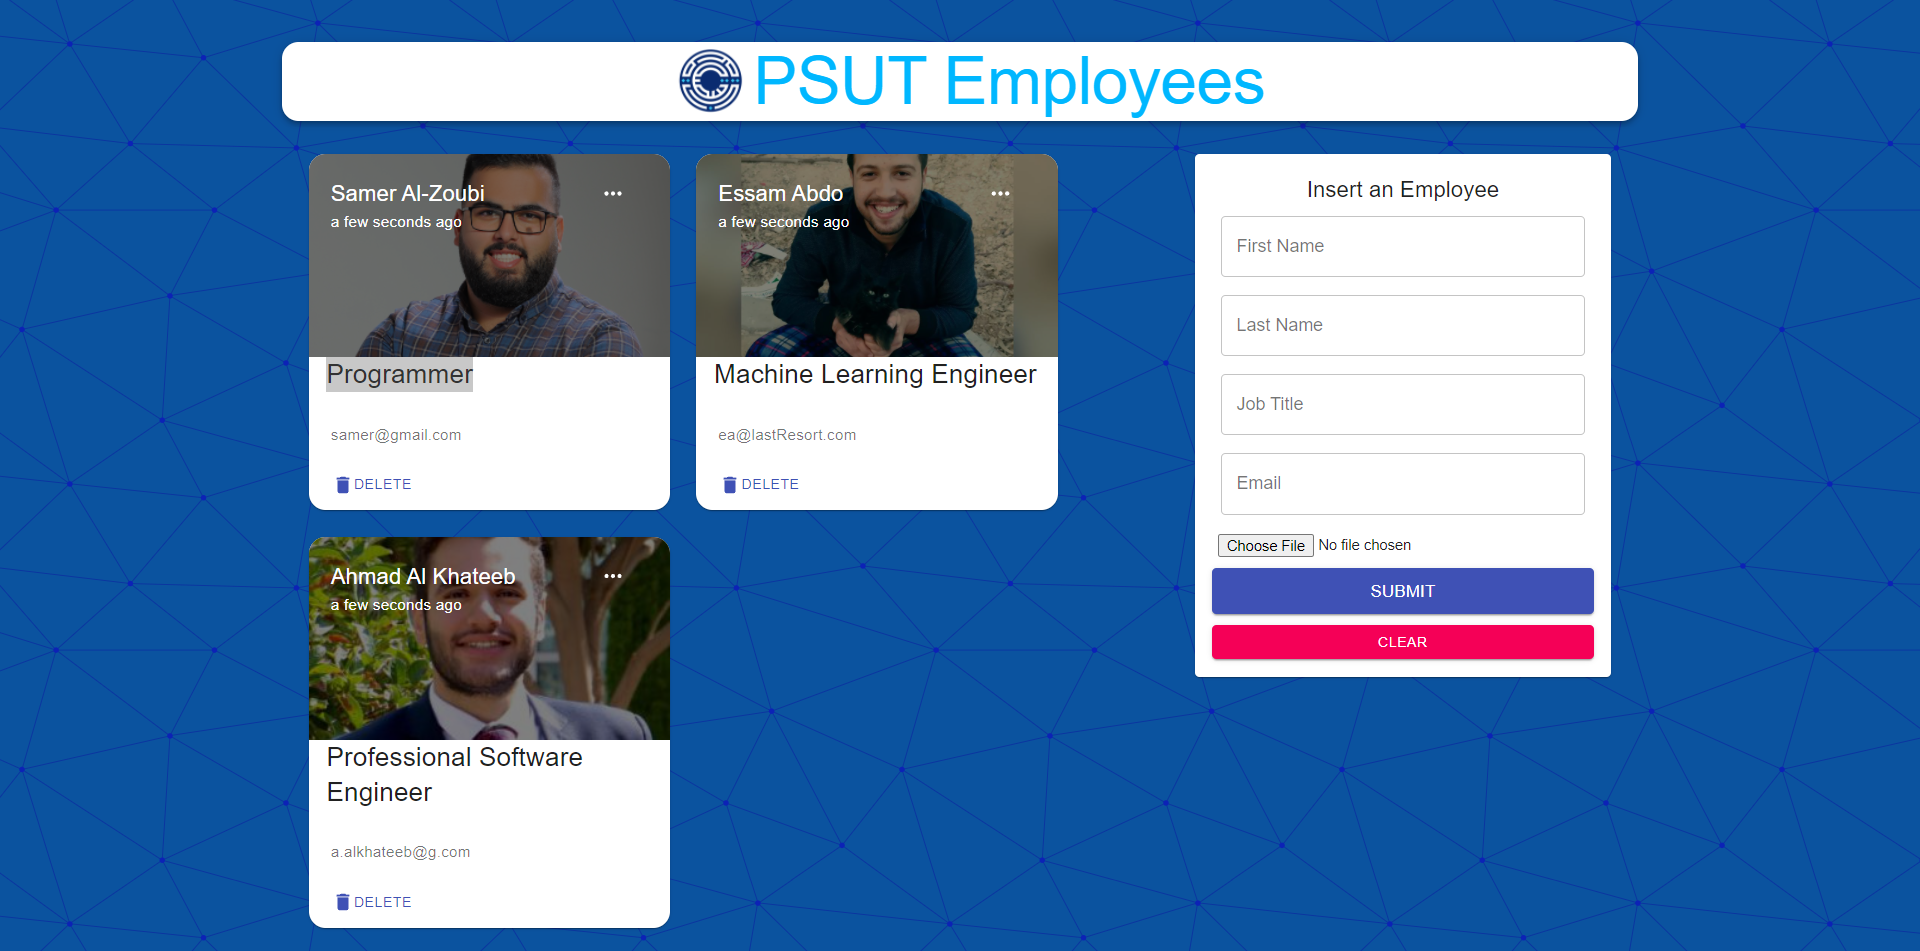 PSUT Employees
Samer Al-Zoubi
a few seconds ago
Programmer
samer@gmail.com
DELETE
Essam Abdo
a few seconds ago
Machine Learning Engineer
ea@lastResort.com
DELETE
Ahmad Al Khateeb
a few seconds ago
Professional Software
Engineer
a.alkhateeb@g.com
DELETE
Insert an Employee
First Name
Last Name
Job Title
Email
Choose File No file chosen
SUBMIT
CLEAR